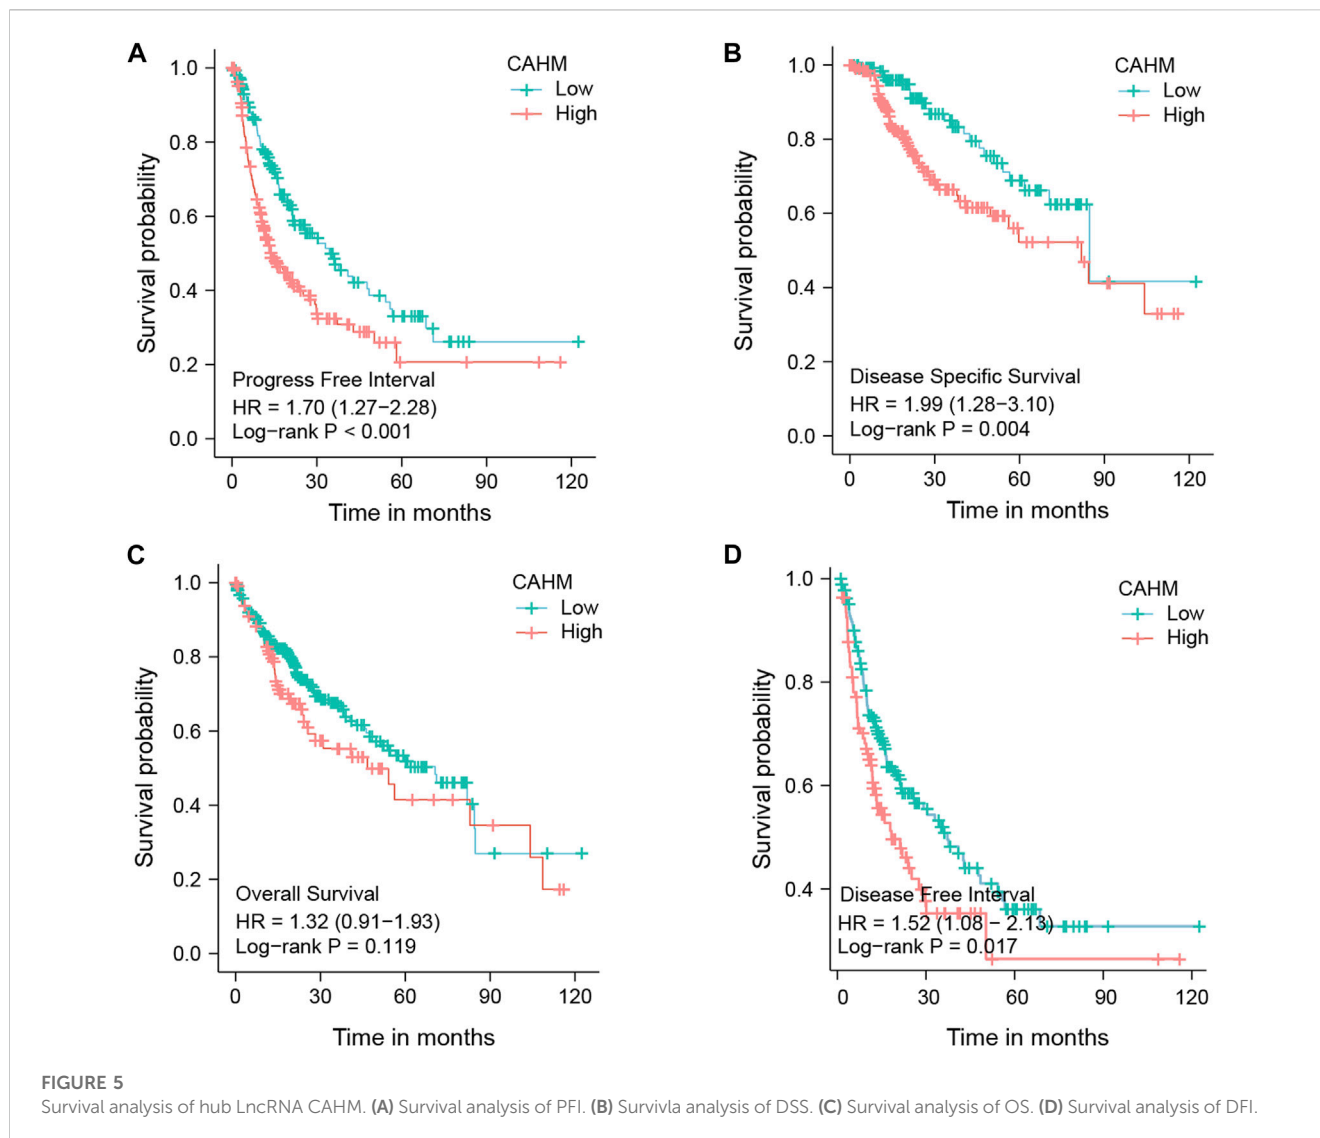 A
CAHM
Low
High
1.0
0.8
0.6
0.4
0.2
0.0
Survival probability
Progress Free Interval
HR = 1.70 (1.27−2.28)
Log−rank P < 0.001
0 30 60 90 120
Time in months
B
CAHM
Low
High
1.0
0.8
0.6
0.4
0.2
0.0
Survival probability
Disease Specific Survival
HR = 1.99 (1.28−3.10)
Log−rank P = 0.004
0 30 60 90 120
Time in months
C
CAHM
Low
High
1.0
0.8
0.6
0.4
0.2
0.0
Survival probability
Overall Survival
HR = 1.32 (0.91−1.93)
Log−rank P = 0.119
0 30 60 90 120
Time in months
D
CAHM
Low
High
1.0
0.8
0.6
0.4
Survival probability
Disease Free Interval
HR = 1.52 (1.08 − 2.13)
Log−rank P = 0.017
0 30 60 90 120
Time in months
FIGURE 5
Survival analysis of hub LncRNA CAHM. (A) Survival analysis of PFI. (B) Survivla analysis of DSS. (C) Survival analysis of OS. (D) Survival analysis of DFI.